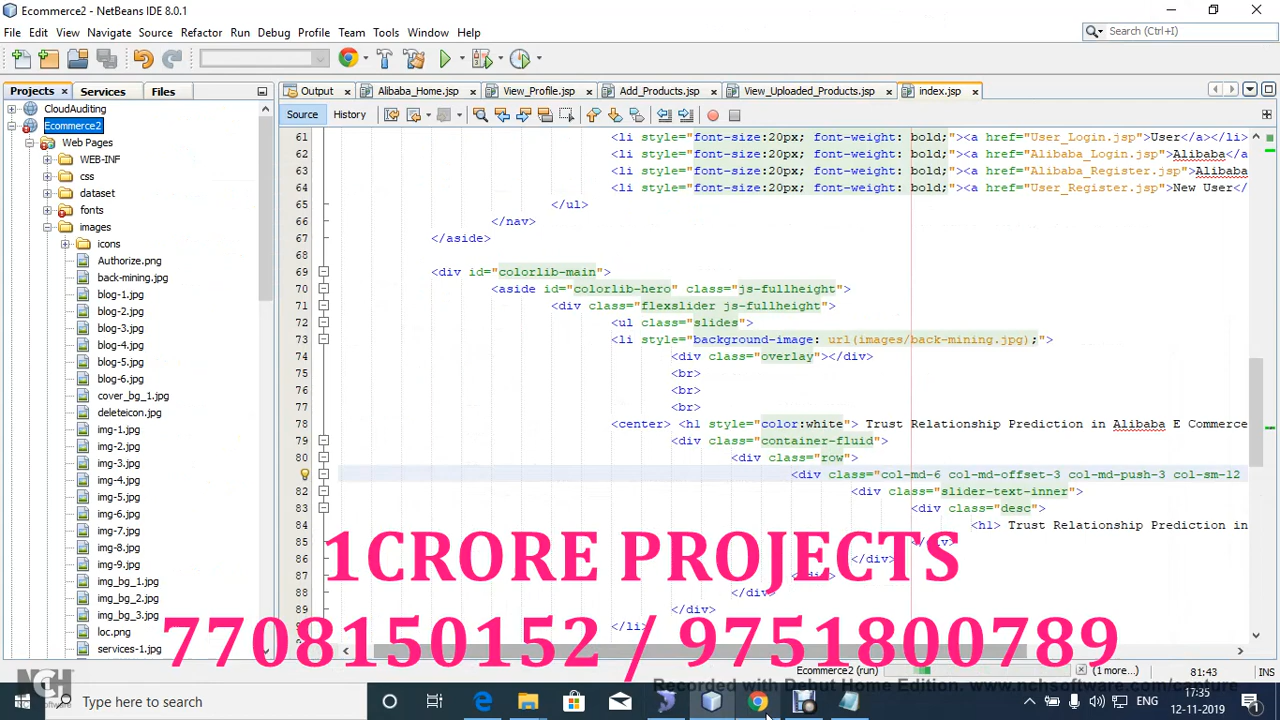 Ecommerce2 - NetBeans IDE 8.0.1
File Edit View Navigate Source Refactor Run Debug Profile Team Tools Window Help
Search (Ctrl+I)
Projects Services Files
Output Alibaba_Home.jsp View_Profile.jsp Add_Products.jsp View_Uploaded_Products.jsp index.jsp
Source History
CloudAuditing
Ecommerce2
Web Pages
WEB-INF
css
dataset
fonts
images
icons
Authorize.png
back-mining.jpg
blog-1.jpg
blog-2.jpg
blog-3.jpg
blog-4.jpg
blog-5.jpg
blog-6.jpg
cover_bg_1.jpg
deleteicon.jpg
img-1.jpg
img-2.jpg
img-3.jpg
img-4.jpg
img-5.jpg
img-6.jpg
img-7.jpg
img-8.jpg
img-9.jpg
img_bg_1.jpg
img_bg_2.jpg
img_bg_3.jpg
loc.png
services-1.jpg
61 <li style="font-size:20px; font-weight: bold;"><a href="User_Login.jsp">User</a></li>
62 <li style="font-size:20px; font-weight: bold;"><a href="Alibaba_Login.jsp">Alibaba</a
63 <li style="font-size:20px; font-weight: bold;"><a href="Alibaba_Register.jsp">Alibaba
64 <li style="font-size:20px; font-weight: bold;"><a href="User_Register.jsp">New User</
65 </ul>
66 </nav>
67 </aside>
68
69 <div id="colorlib-main">
70 <aside id="colorlib-hero" class="js-fullheight">
71 <div class="flexslider js-fullheight">
72 <ul class="slides">
73 <li style="background-image: url(images/back-mining.jpg);">
74 <div class="overlay"></div>
75 <br>
76 <br>
77 <br>
78 <center> <h1 style="color:white"> Trust Relationship Prediction in Alibaba E Commerce
79 <div class="container-fluid">
80 <div class="row">
<div class="col-md-6 col-md-offset-3 col-md-push-3 col-sm-12
82 <div class="slider-text-inner">
83 <div class="desc">
84 <h1> Trust Relationship Prediction in
85 </div>
86 </div>
87 </div>
88 </div>
89 </div>
</li>
1CRORE PROJECTS
7708150152 / 9751800789
Ecommerce2 (run) (1 more...) 81:43 INS
NCH
Recorded with Debut Home Edition. www.nchsoftware.com/capture
Type here to search
17:35
12-11-2019